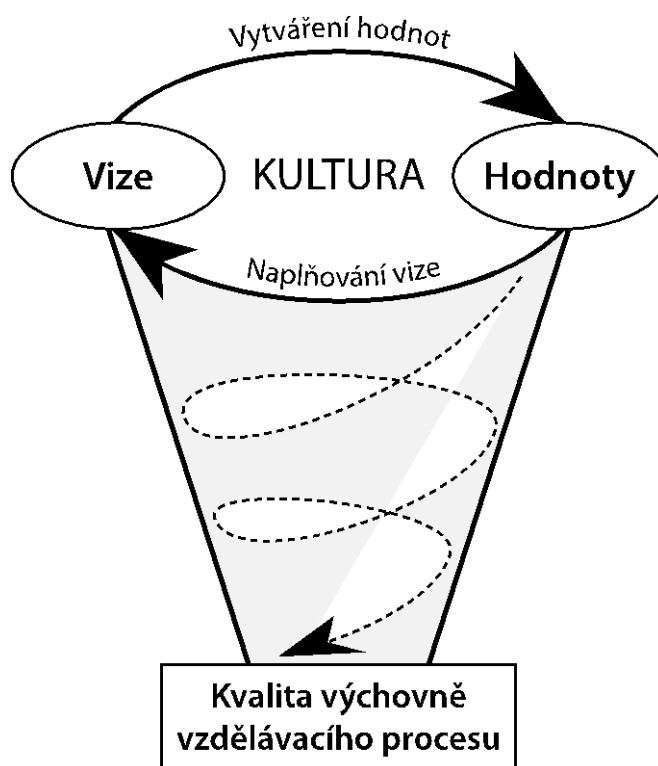 Vytváření hodnot
Vize
KULTURA
Hodnoty
Naplňování vize
Kvalita výchovně
vzdělávacího procesu